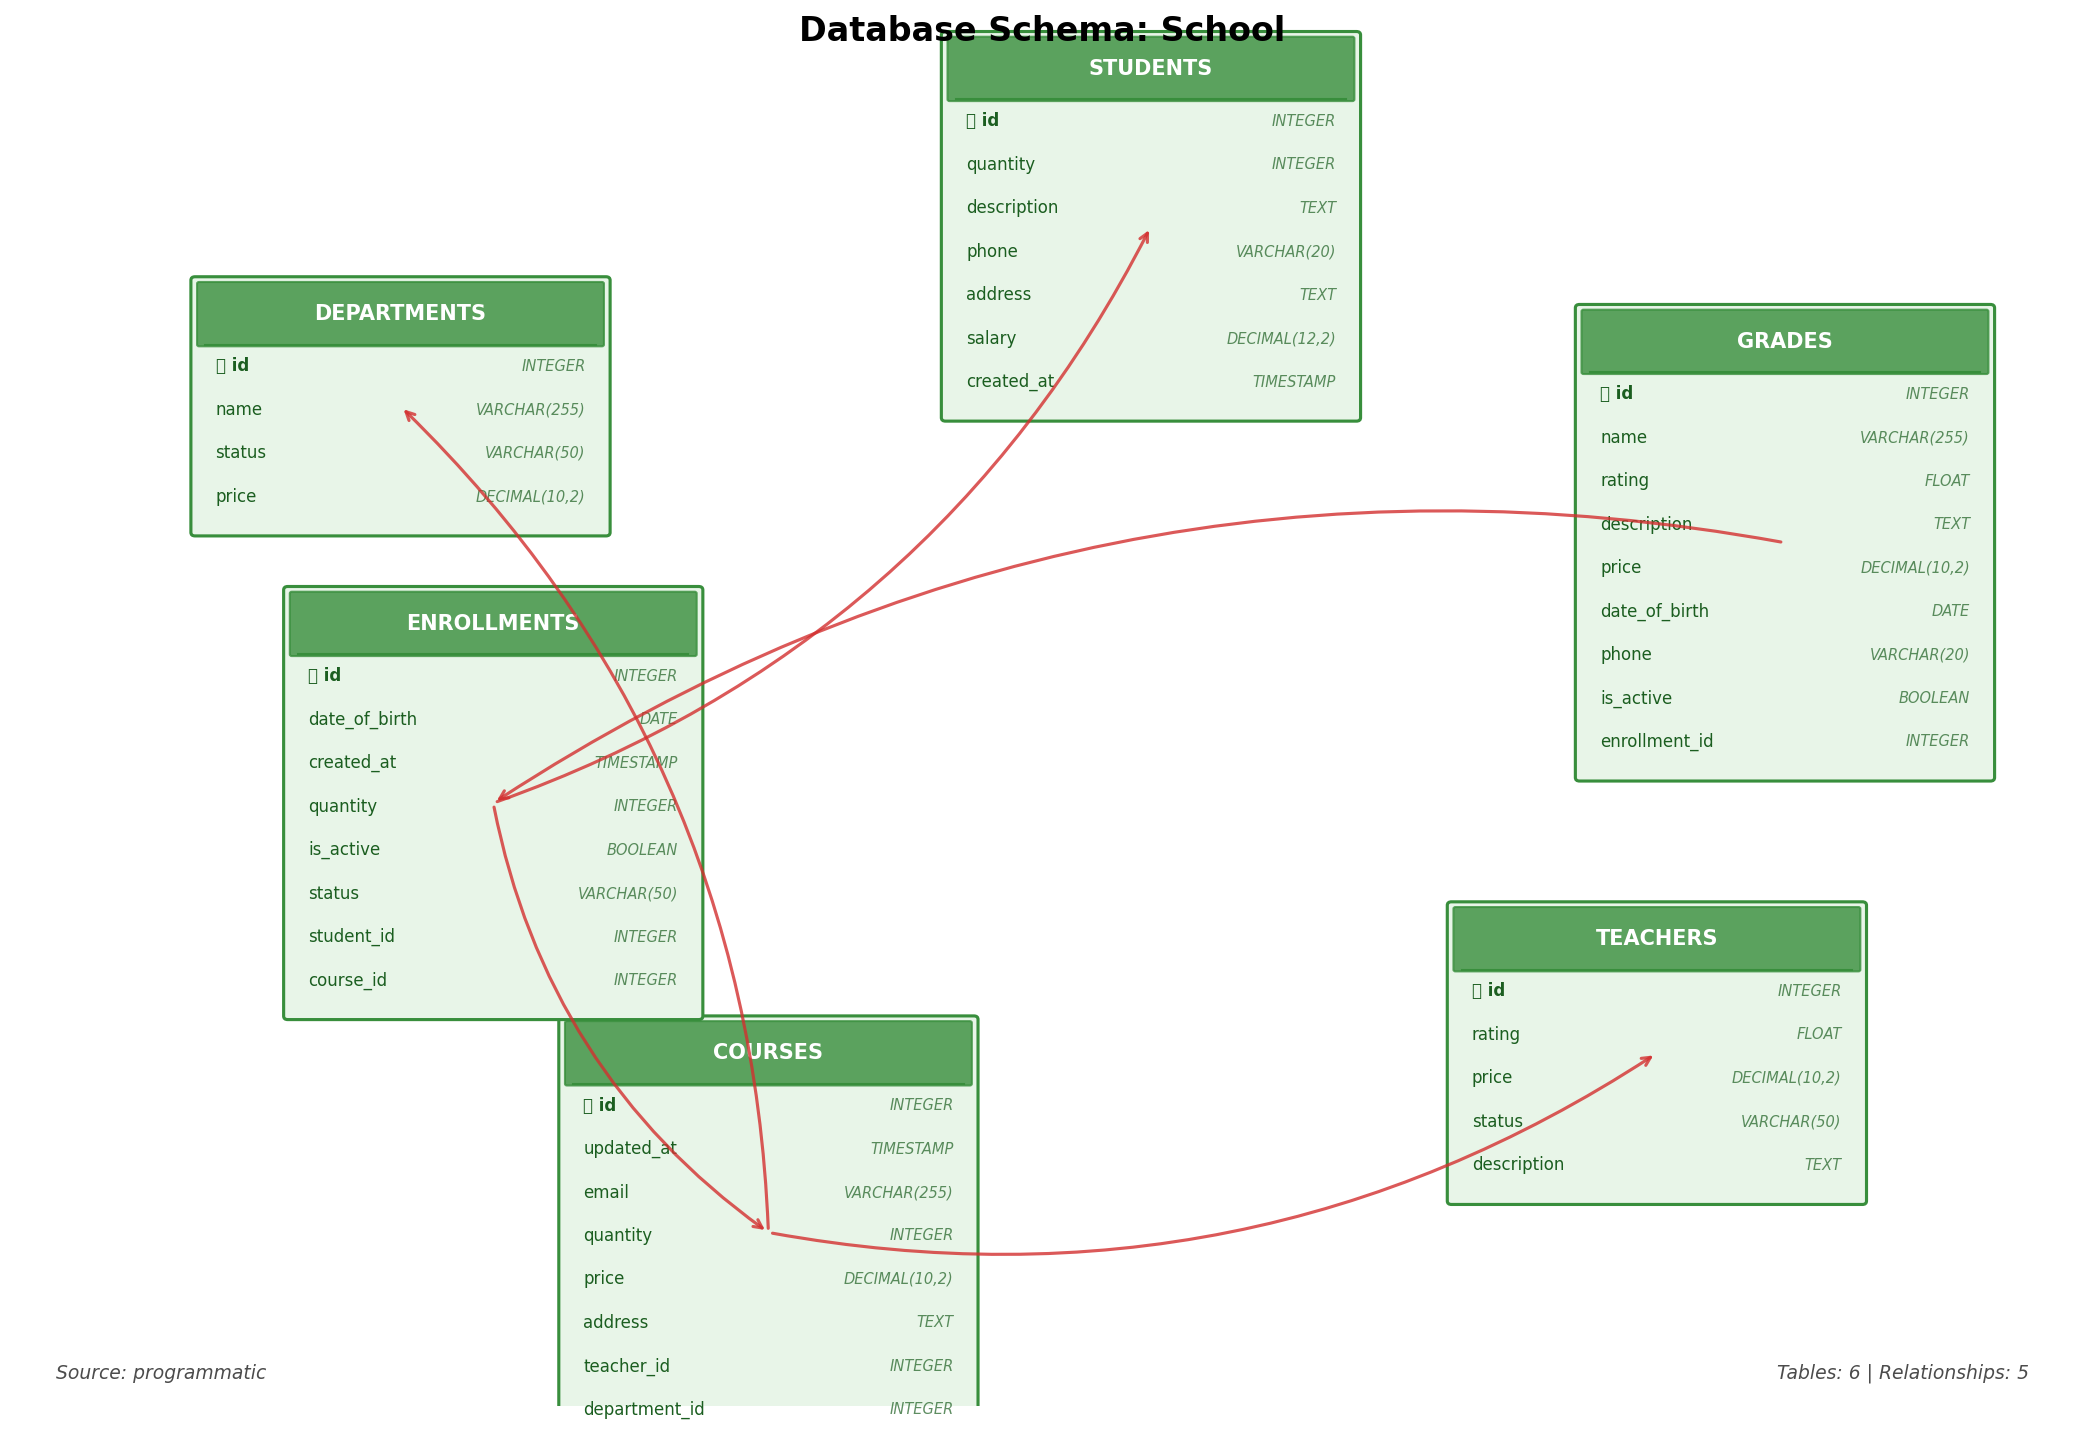 Database Schema: School
STUDENTS
id INTEGER
quantity INTEGER
description TEXT
phone VARCHAR(20)
address TEXT
salary DECIMAL(12,2)
created_at TIMESTAMP
DEPARTMENTS
id INTEGER
name VARCHAR(255)
status VARCHAR(50)
price DECIMAL(10,2)
GRADES
id INTEGER
name VARCHAR(255)
rating FLOAT
description TEXT
price DECIMAL(10,2)
date_of_birth DATE
phone VARCHAR(20)
is_active BOOLEAN
enrollment_id INTEGER
ENROLLMENTS
id INTEGER
date_of_birth DATE
created_at TIMESTAMP
quantity INTEGER
is_active BOOLEAN
status VARCHAR(50)
student_id INTEGER
course_id INTEGER
TEACHERS
id INTEGER
rating FLOAT
price DECIMAL(10,2)
status VARCHAR(50)
description TEXT
COURSES
id INTEGER
updated_at TIMESTAMP
email VARCHAR(255)
quantity INTEGER
price DECIMAL(10,2)
address TEXT
teacher_id INTEGER
department_id INTEGER
Source: programmatic
Tables: 6 | Relationships: 5